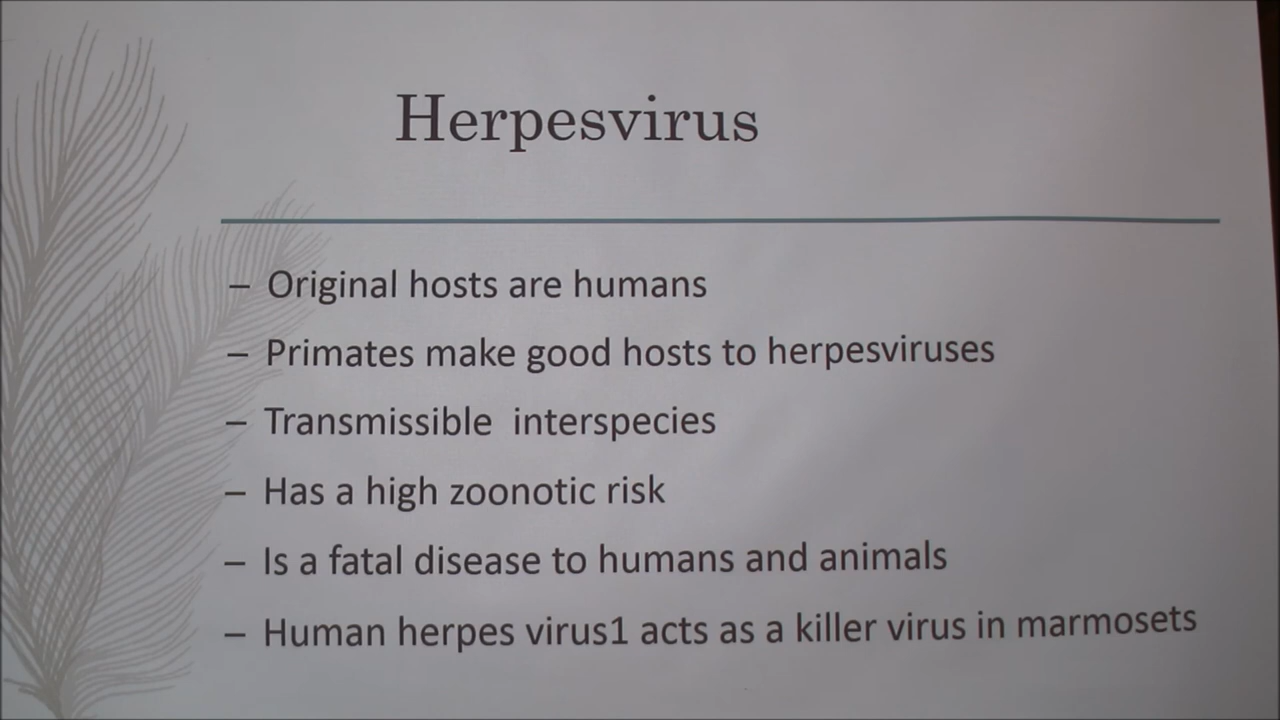 Herpesvirus
– Original hosts are humans
– Primates make good hosts to herpesviruses
– Transmissible  interspecies
– Has a high zoonotic risk
– Is a fatal disease to humans and animals
– Human herpes virus1 acts as a killer virus in marmosets